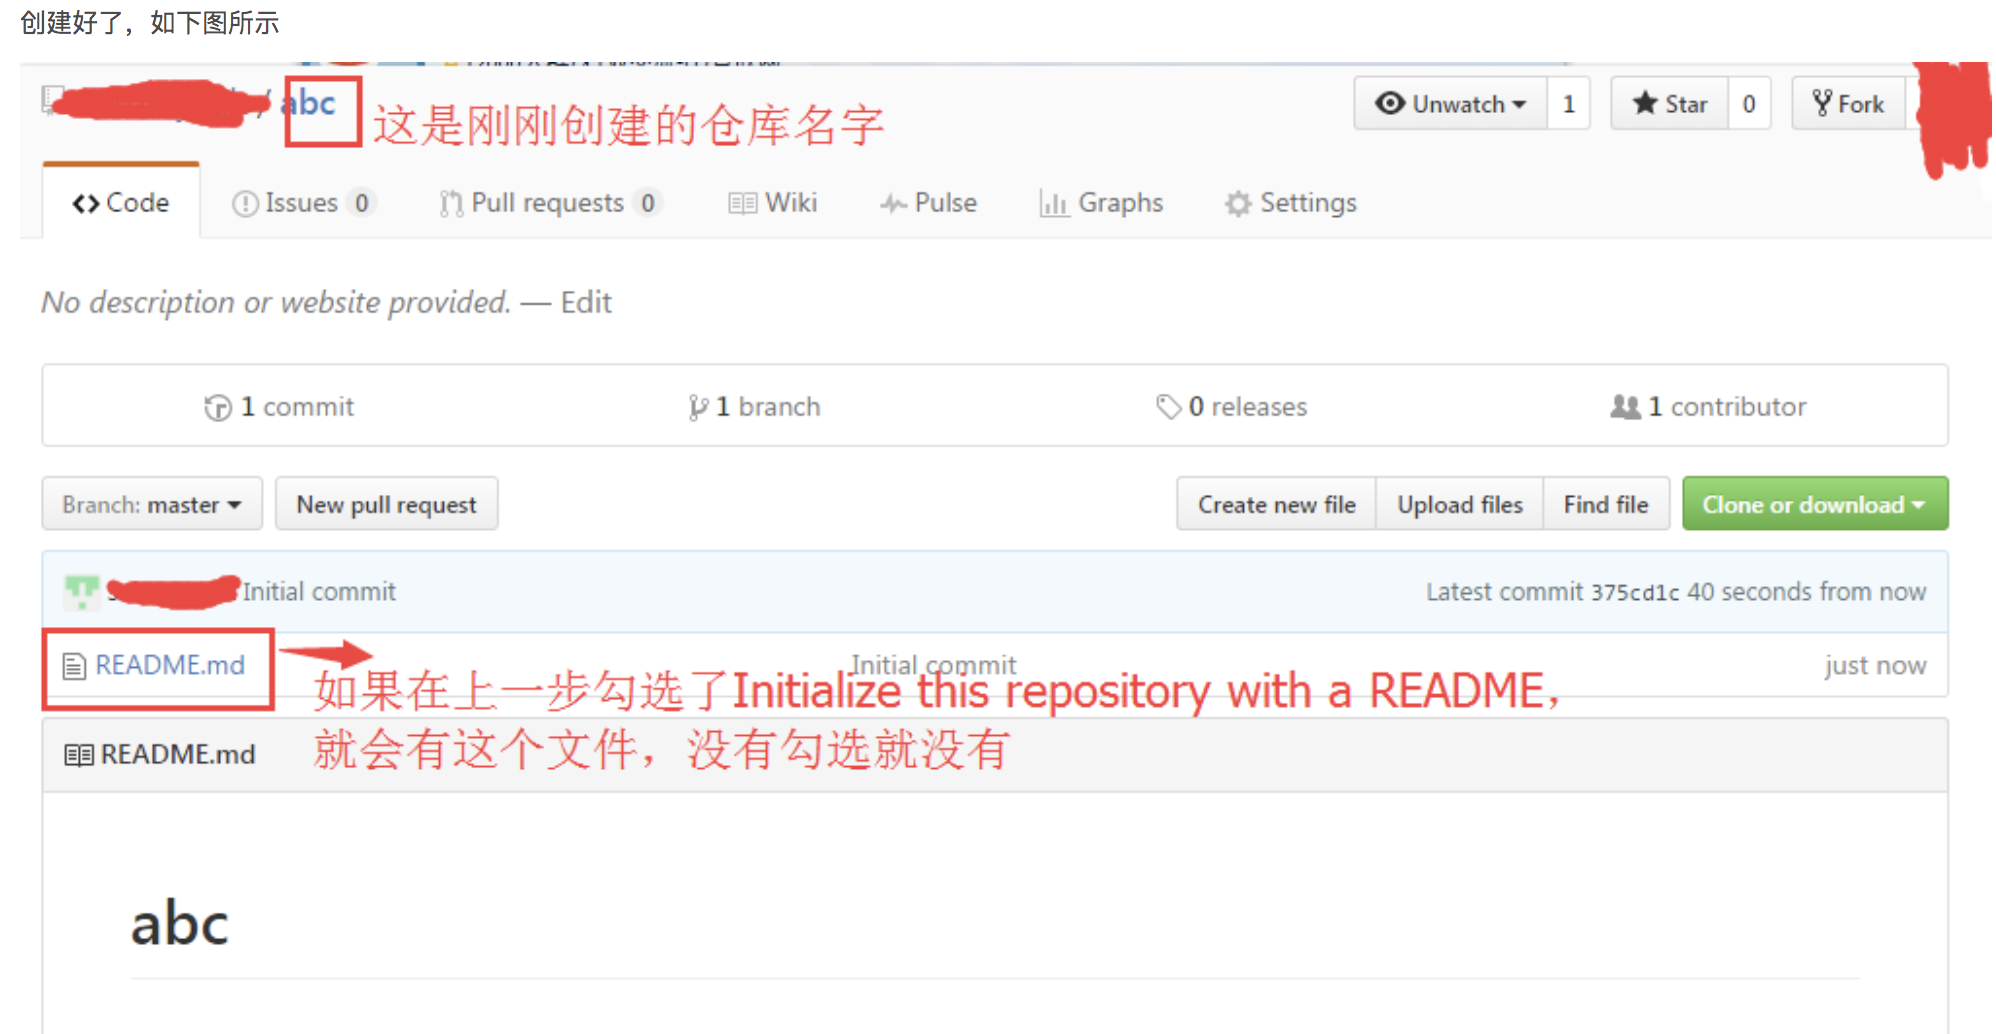 创建好了，如下图所示
/ abc
这是刚刚创建的仓库名字
Unwatch 1 Star 0 Fork
Code Issues 0 Pull requests 0 Wiki Pulse Graphs Settings
No description or website provided. — Edit
1 commit 1 branch 0 releases 1 contributor
Branch: master New pull request Create new file Upload files Find file Clone or download
Initial commit Latest commit 375cd1c 40 seconds from now
README.md Initial commit just now
如果在上一步勾选了Initialize this repository with a README，
就会有这个文件，没有勾选就没有
README.md
abc